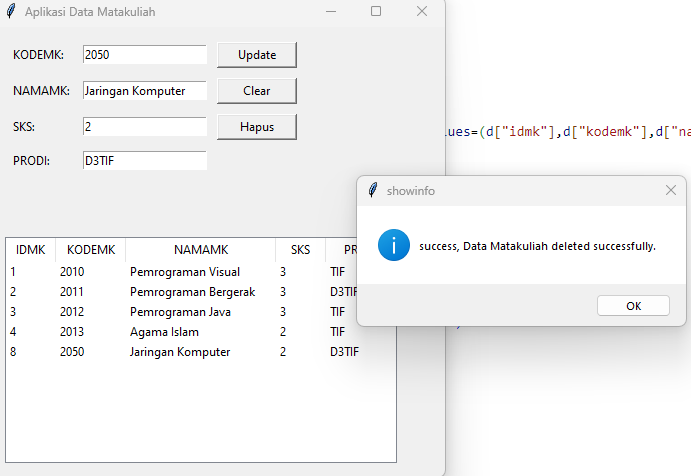 Aplikasi Data Matakuliah
KODEMK: 2050 Update
NAMAMK: Jaringan Komputer Clear
SKS: 2 Hapus
PRODI: D3TIF
lues=(d["idmk"],d["kodemk"],d["na
showinfo
success, Data Matakuliah deleted successfully.
OK
IDMK KODEMK NAMAMK SKS PR
1 2010 Pemrograman Visual 3 TIF
2 2011 Pemrograman Bergerak 3 D3TIF
3 2012 Pemrograman Java 3 TIF
4 2013 Agama Islam 2 TIF
8 2050 Jaringan Komputer 2 D3TIF